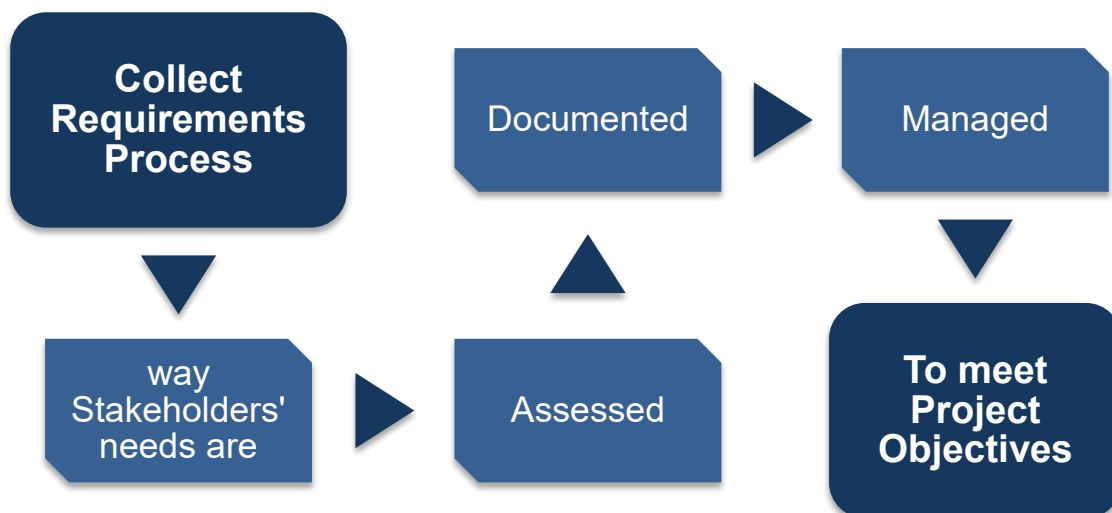 Collect
Requirements
Process
way
Stakeholders'
needs are
Assessed
Documented
Managed
To meet
Project
Objectives